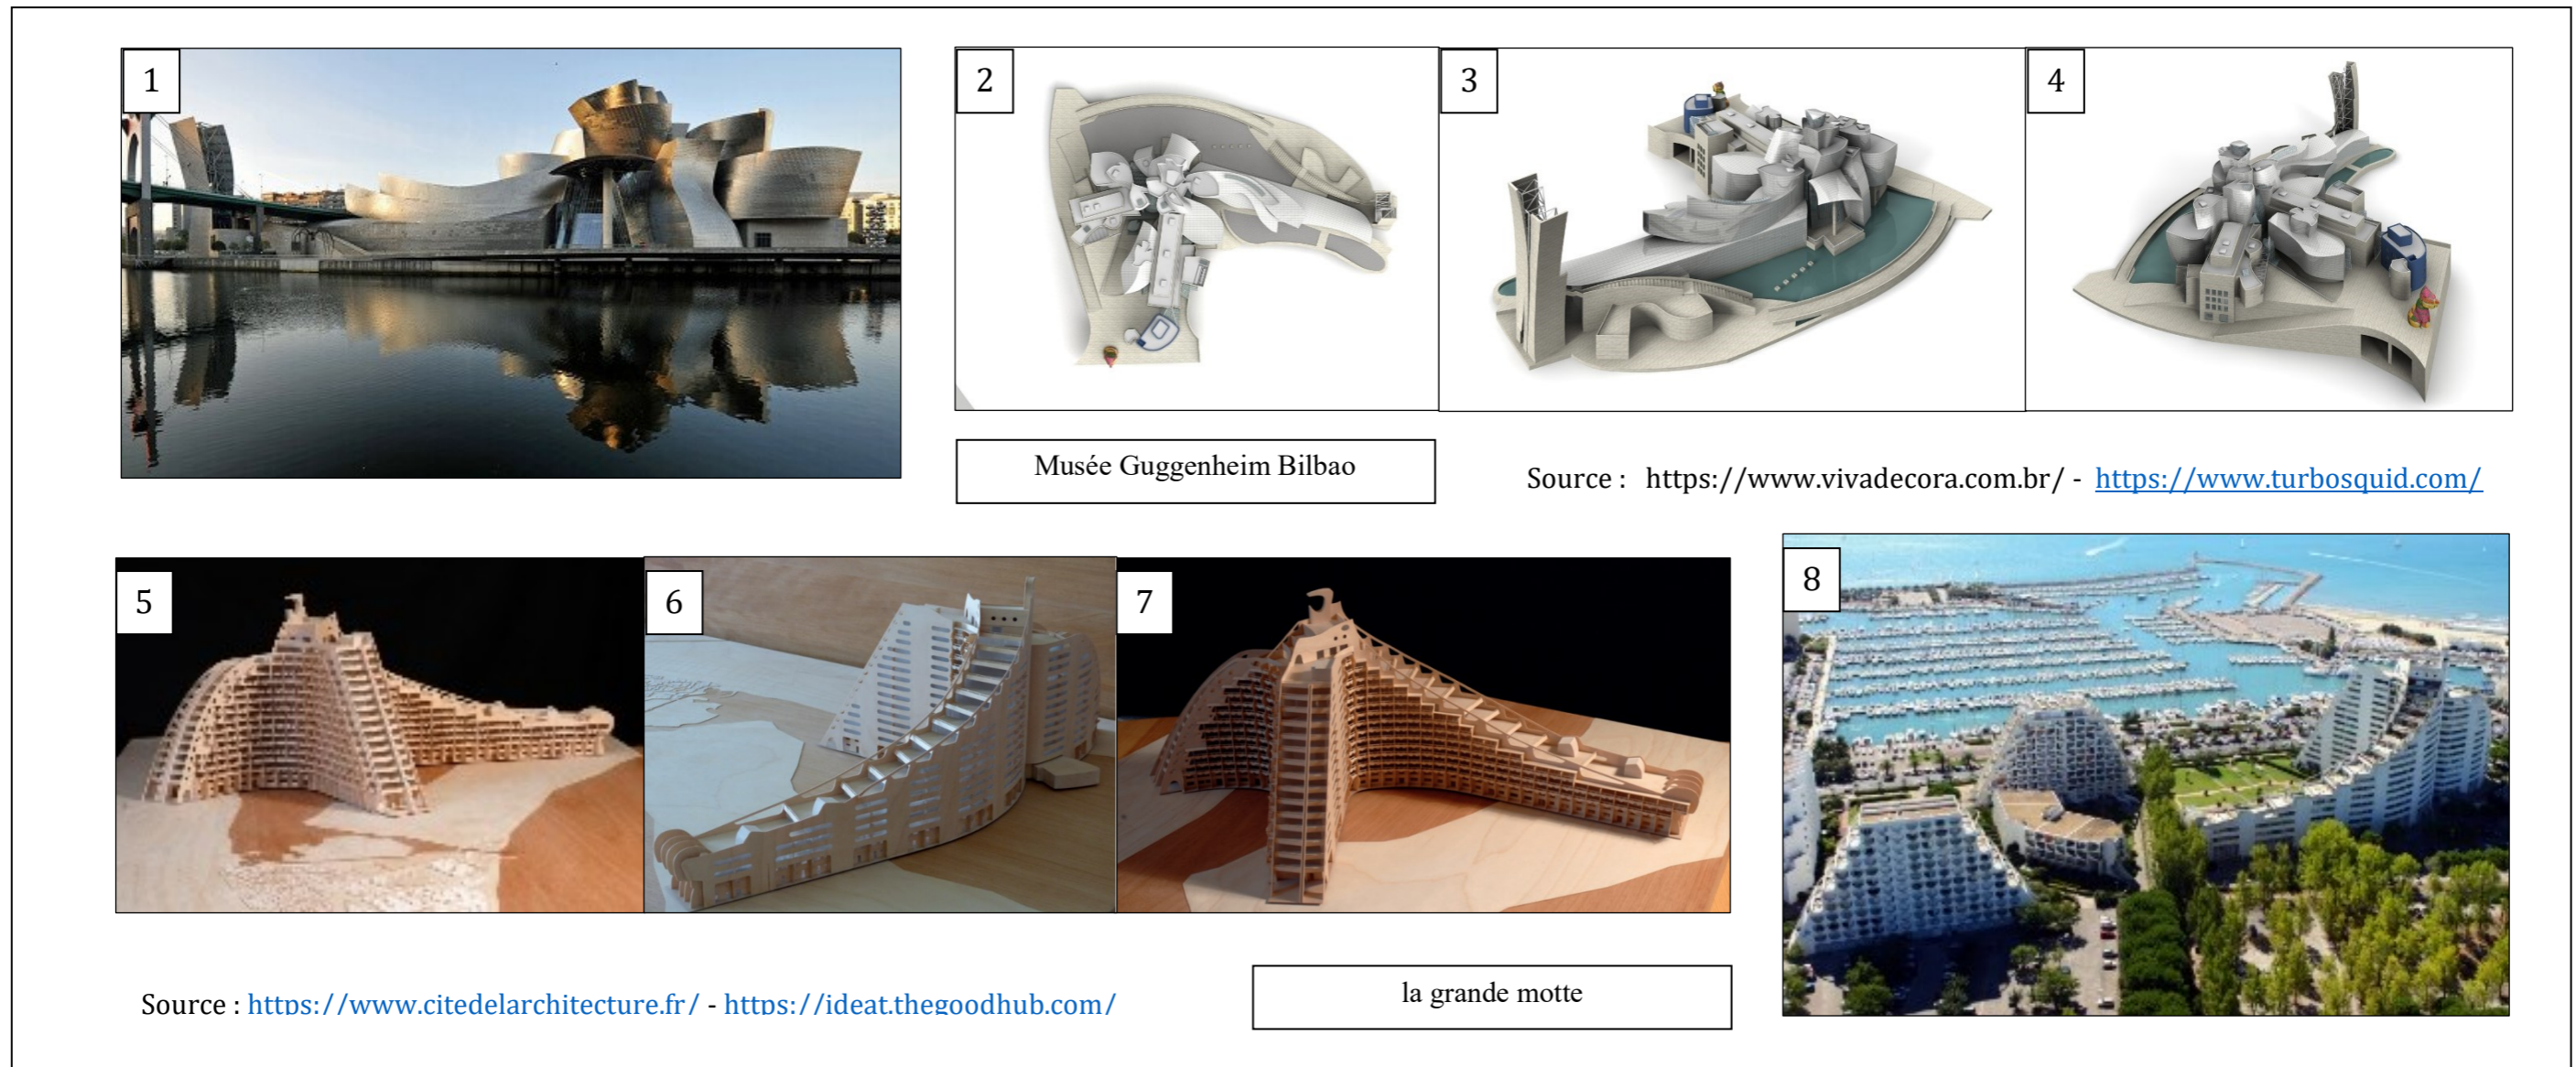 1
2
3
4
Musée Guggenheim Bilbao
Source : https://www.vivadecora.com.br/ - https://www.turbosquid.com/
5
6
7
8
Source : https://www.citedelarchitecture.fr/ - https://ideat.thegoodhub.com/
la grande motte